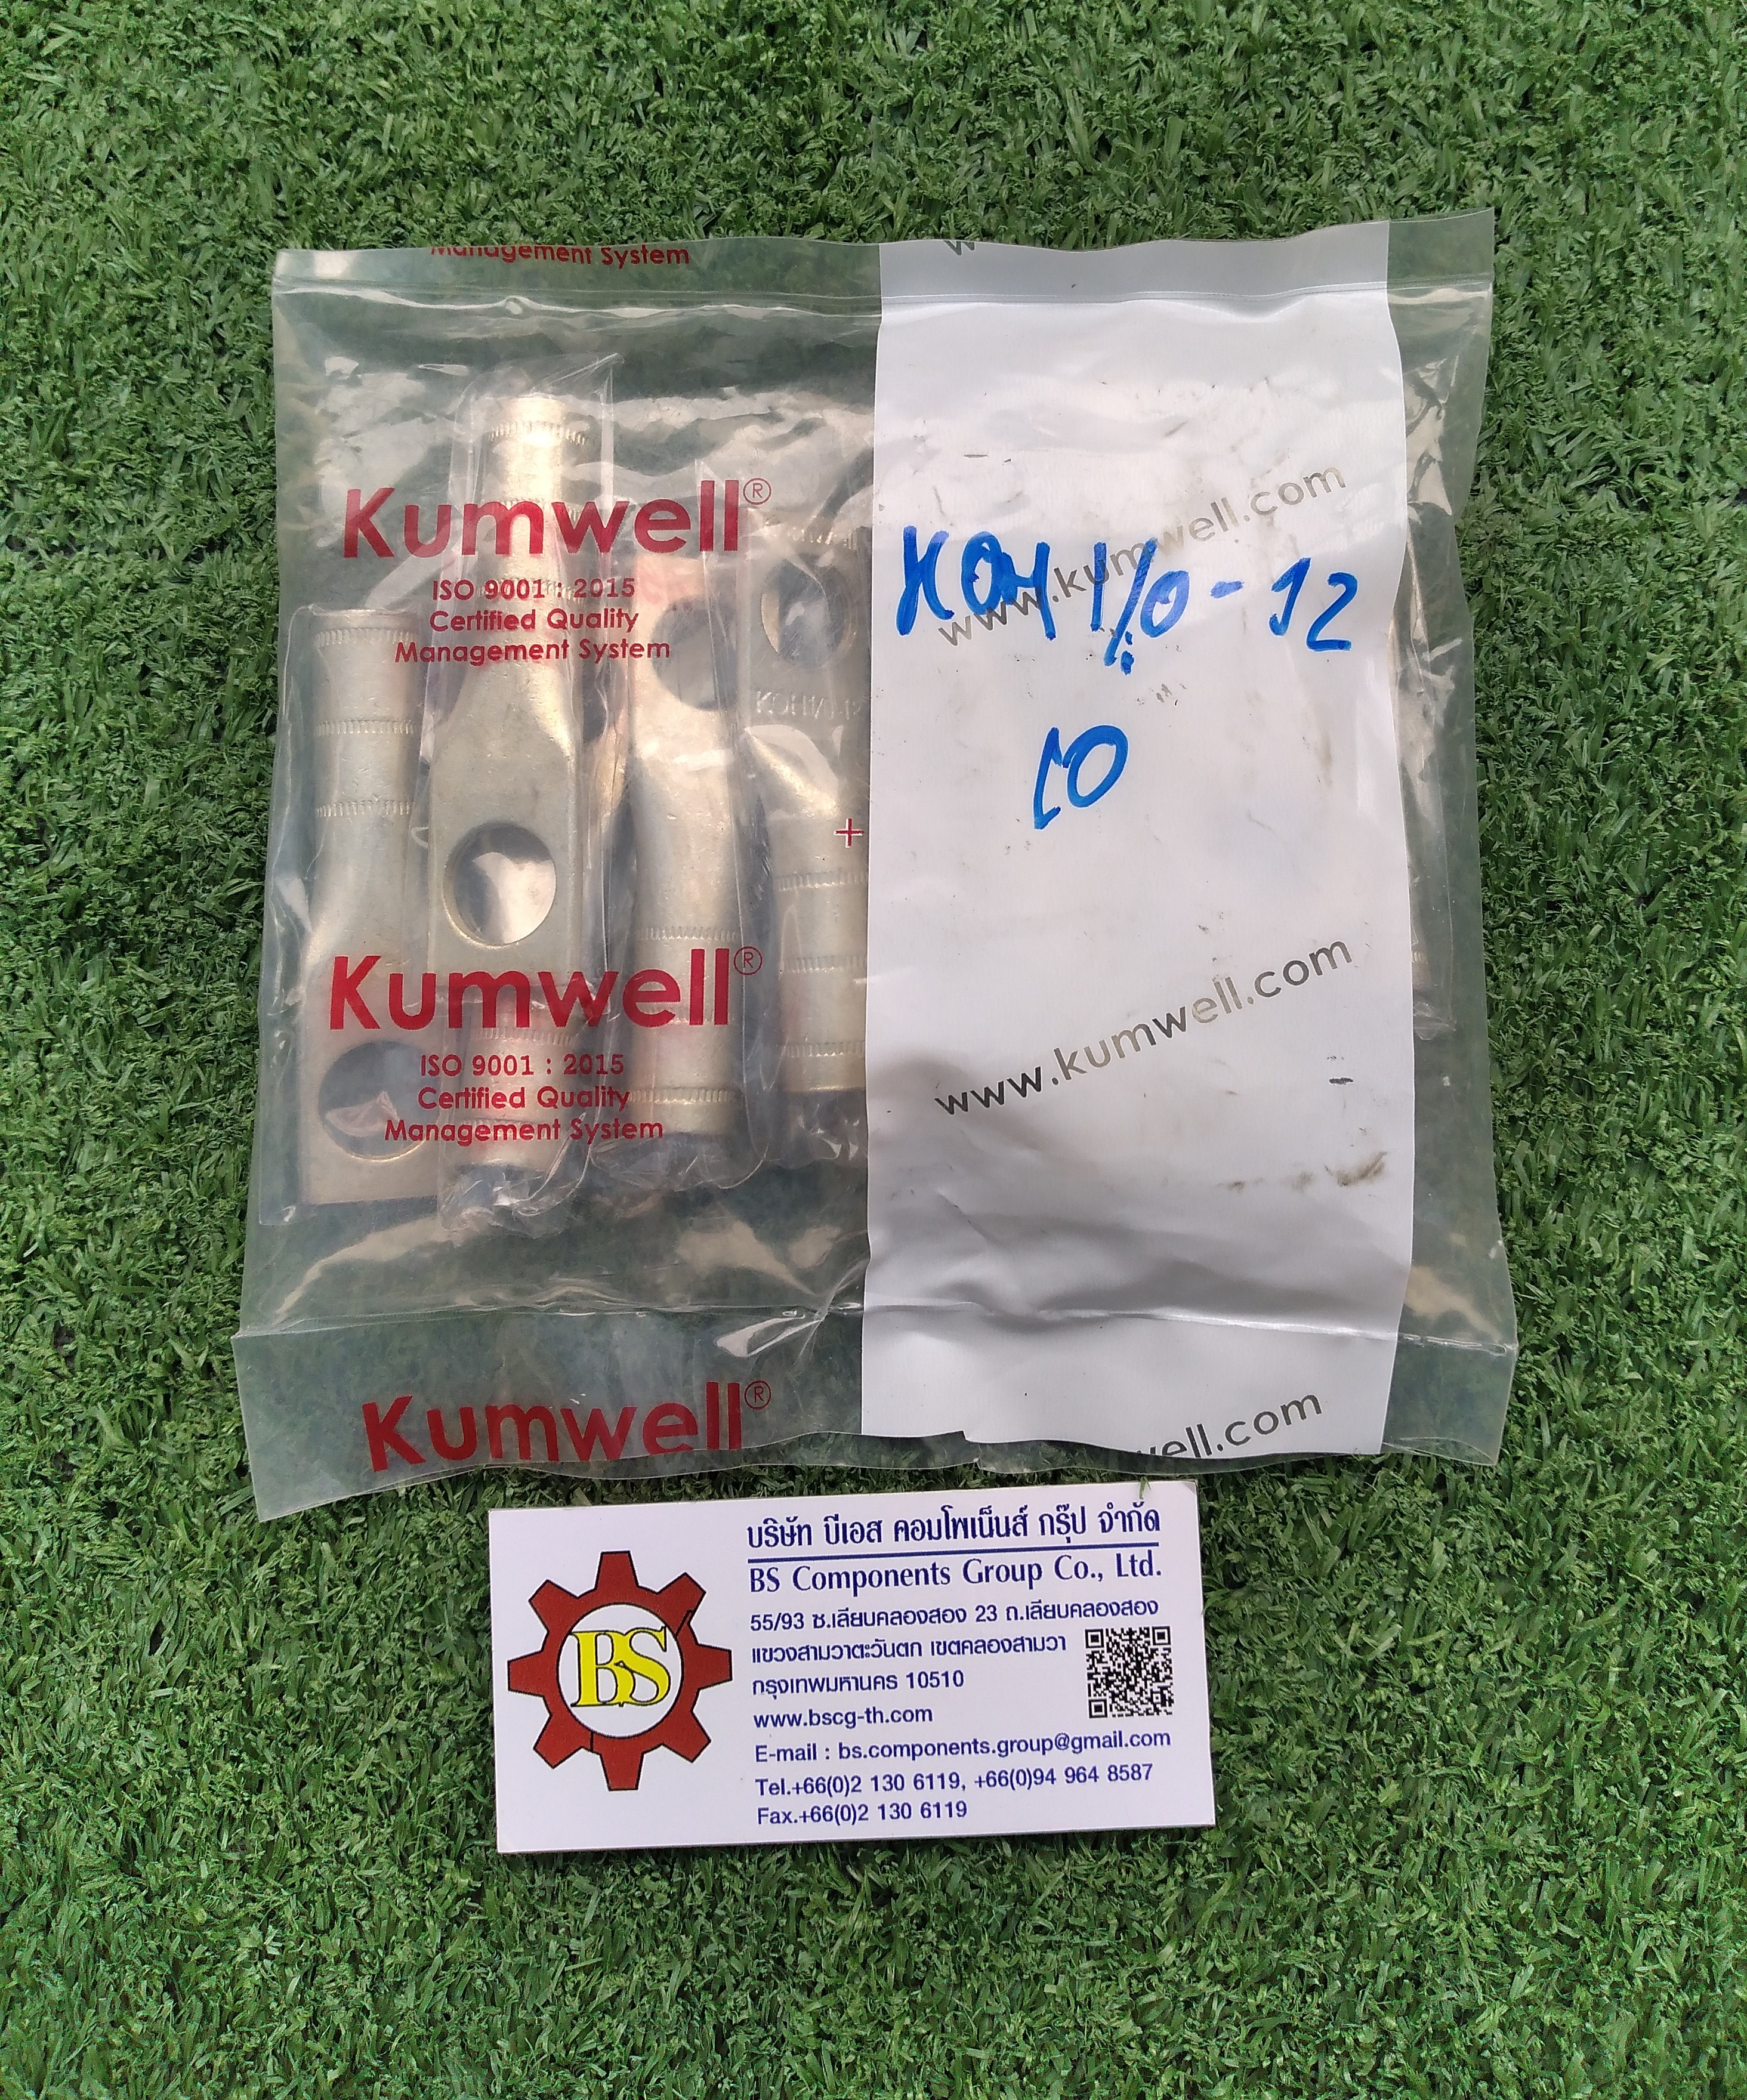 Management System
Kumwell®
ISO 9001 : 2015
Certified Quality
Management System
Kumwell®
ISO 9001 : 2015
Certified Quality
Management System
Kumwell®
www.kumwell.com
1/0 - 12
10
www.kumwell.com
well.com
บริษัท บีเอส คอมโพเน็นส์ กรุ๊ป จำกัด
BS Components Group Co., Ltd.
BS
55/93 ซ.เลียบคลองสอง 23 ถ.เลียบคลองสอง
แขวงสามวาตะวันตก เขตคลองสามวา
กรุงเทพมหานคร 10510
www.bscg-th.com
E-mail : bs.components.group@gmail.com
Tel.+66(0)2 130 6119, +66(0)94 964 8587
Fax.+66(0)2 130 6119